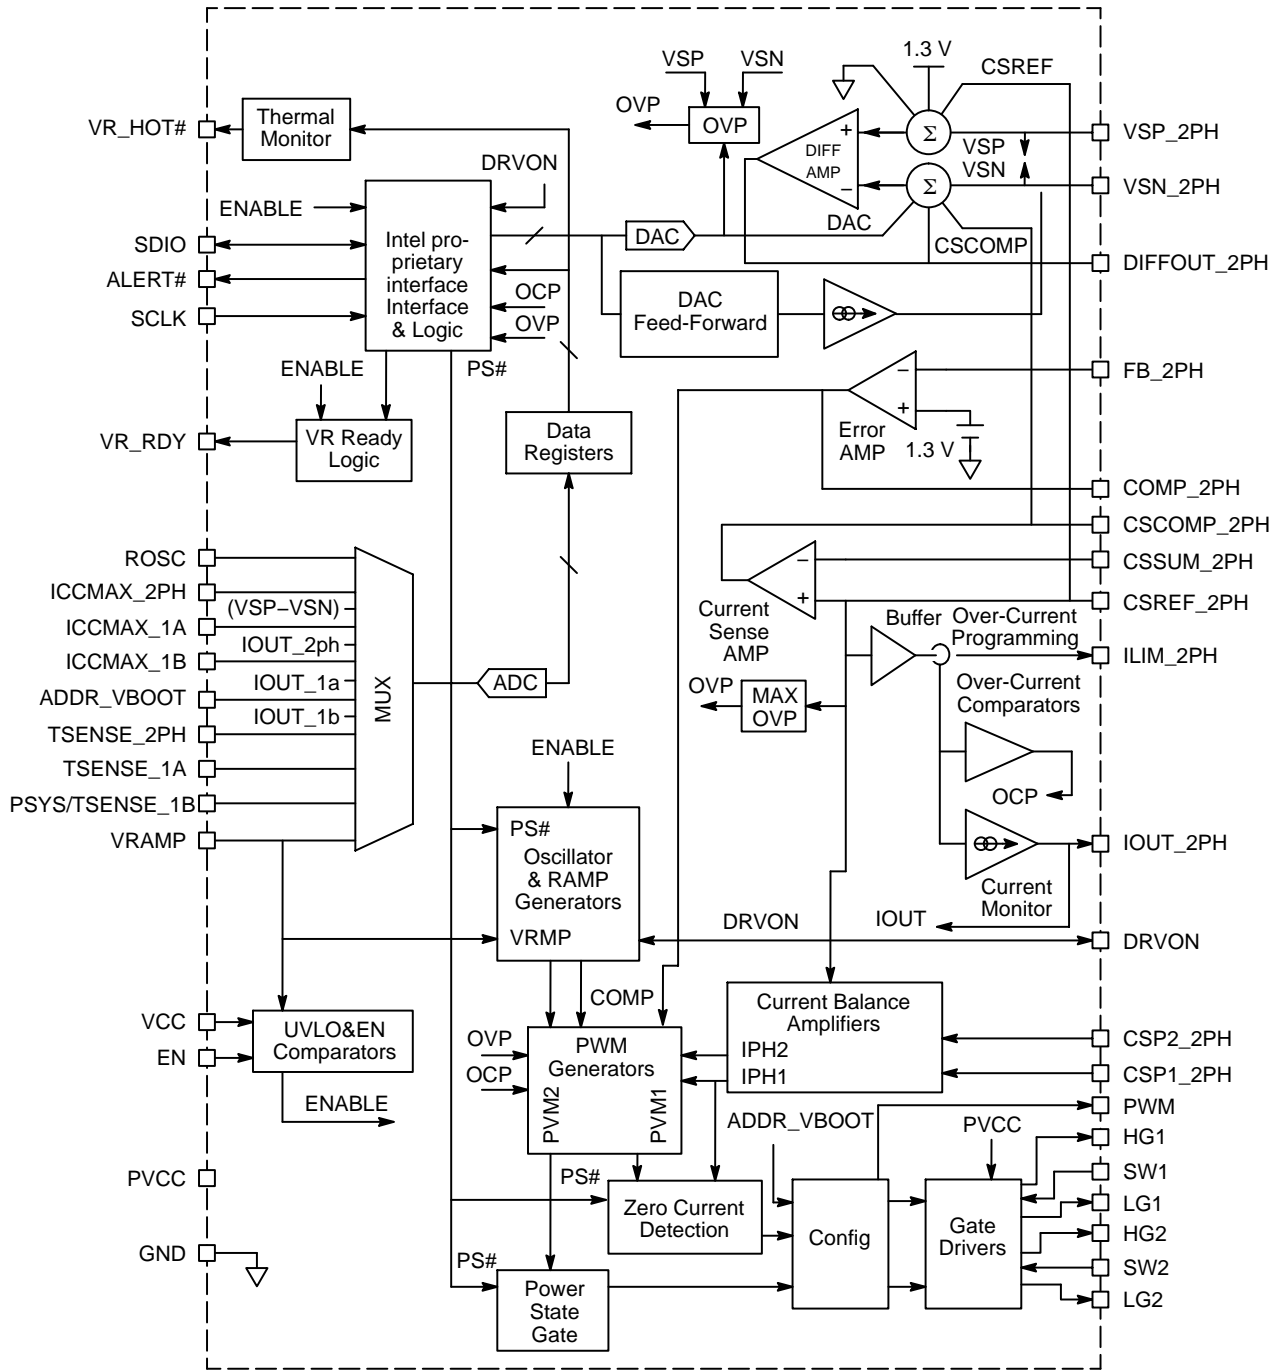 VR_HOT#
Thermal
Monitor
VSP
VSN
OVP
OVP
1.3 V
CSREF
+
DIFF
AMP
−
Σ
Σ
VSP
VSN
VSP_2PH
VSN_2PH
DRVON
ENABLE
SDIO
ALERT#
SCLK
Intel pro-
prietary
interface
Interface
& Logic
OCP
OVP
PS#
DAC
DAC
CSCOMP
DIFFOUT_2PH
DAC
Feed-Forward
ENABLE
VR_RDY
VR Ready
Logic
Data
Registers
−
+
Error
AMP
1.3 V
FB_2PH
COMP_2PH
CSCOMP_2PH
CSSUM_2PH
CSREF_2PH
ROSC
ICCMAX_2PH
(VSP−VSN)
ICCMAX_1A
IOUT_2ph
ICCMAX_1B
IOUT_1a
ADDR_VBOOT
IOUT_1b
TSENSE_2PH
TSENSE_1A
PSYS/TSENSE_1B
VRAMP
MUX
ADC
−
+
Current
Sense
AMP
Buffer
Over-Current
Programming
ILIM_2PH
OVP
MAX
OVP
Over-Current
Comparators
OCP
IOUT_2PH
Current
Monitor
IOUT
ENABLE
PS#
Oscillator
& RAMP
Generators
VRMP
DRVON
DRVON
COMP
VCC
EN
UVLO&EN
Comparators
ENABLE
OVP
OCP
PWM
Generators
PVM2
PVM1
Current Balance
Amplifiers
IPH2
IPH1
CSP2_2PH
CSP1_2PH
ADDR_VBOOT
PVCC
PWM
HG1
SW1
LG1
HG2
SW2
LG2
PVCC
GND
PS#
Zero Current
Detection
Config
Gate
Drivers
PS#
Power
State
Gate